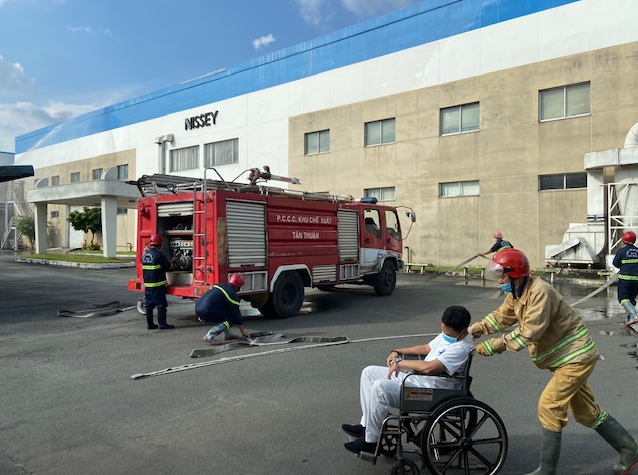 NISSEY
P.C.C.C. KHU CHẾ XUẤT
TÂN THUẬN